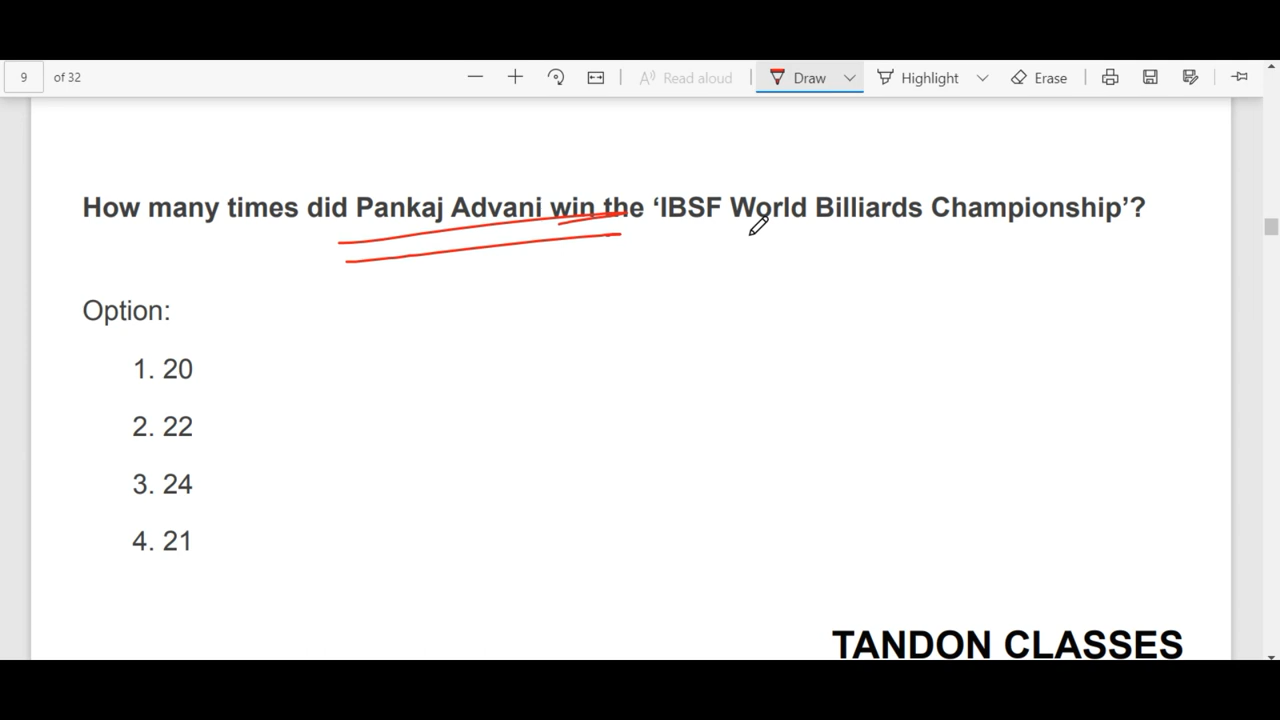 9 of 32 Read aloud Draw Highlight Erase
How many times did Pankaj Advani win the ‘IBSF World Billiards Championship’?
Option:
1. 20
2. 22
3. 24
4. 21
TANDON CLASSES